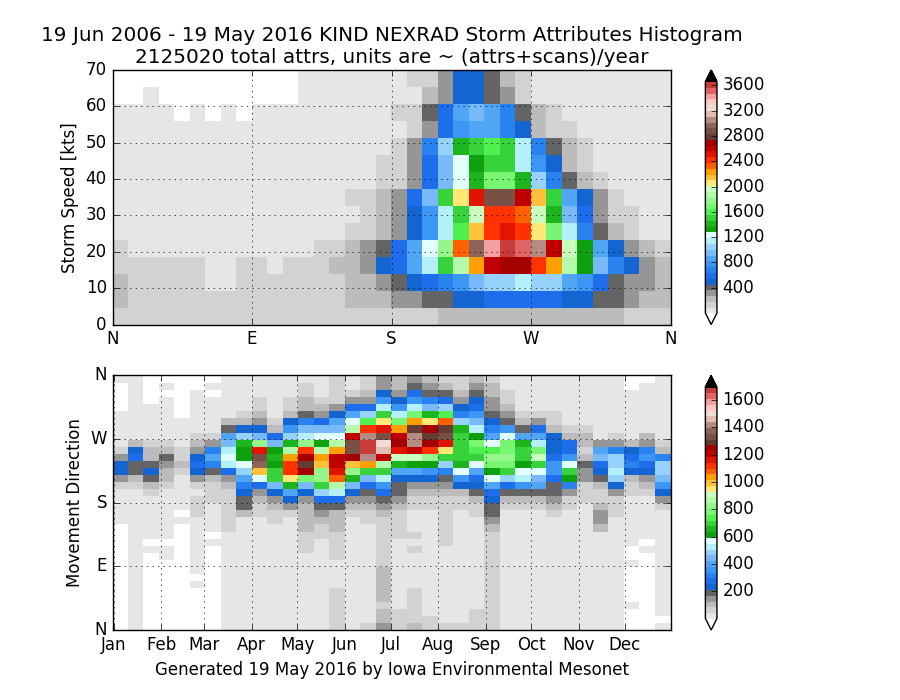 19 Jun 2006 - 19 May 2016 KIND NEXRAD Storm Attributes Histogram
2125020 total attrs, units are ~ (attrs+scans)/year
Storm Speed [kts]
70
60
50
40
30
20
10
0
N E S W N
3600
3200
2800
2400
2000
1600
1200
800
400
Movement Direction
N
W
S
E
N
Jan Feb Mar Apr May Jun Jul Aug Sep Oct Nov Dec
1600
1400
1200
1000
800
600
400
200
Generated 19 May 2016 by Iowa Environmental Mesonet